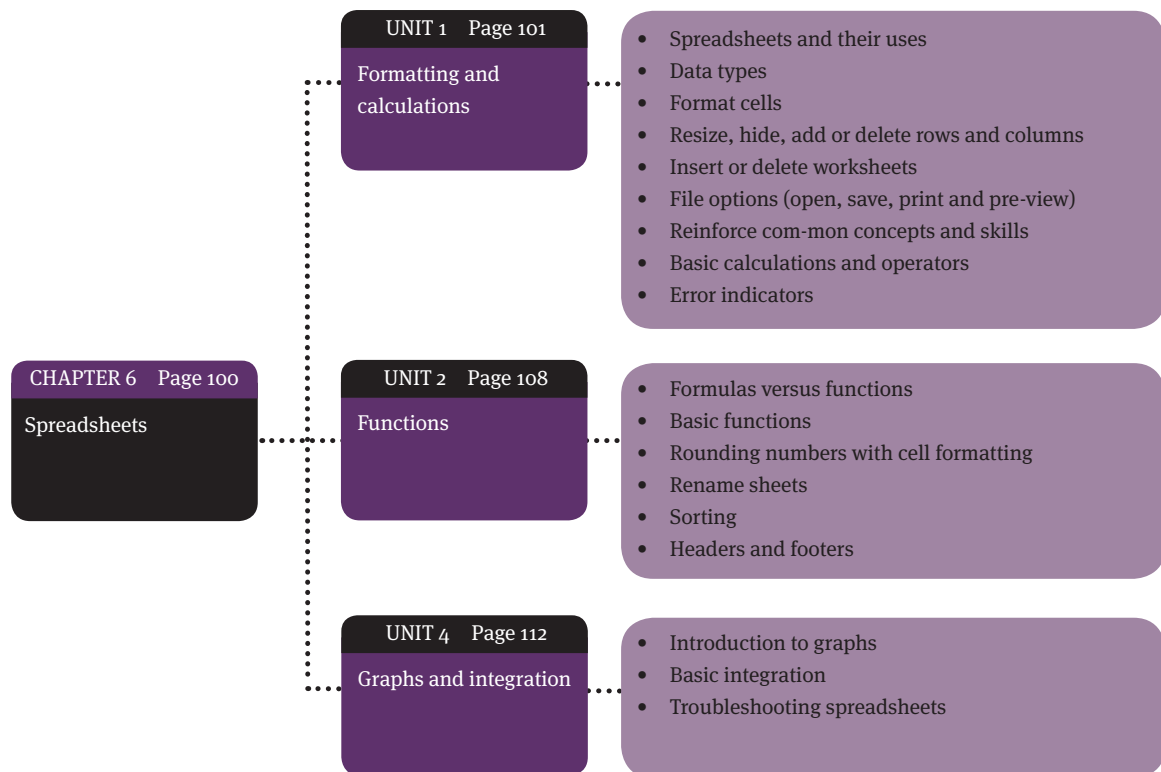 UNIT 1 Page 101
Formatting and
calculations
• Spreadsheets and their uses
• Data types
• Format cells
• Resize, hide, add or delete rows and columns
• Insert or delete worksheets
• File options (open, save, print and pre-view)
• Reinforce com-mon concepts and skills
• Basic calculations and operators
• Error indicators
CHAPTER 6 Page 100
Spreadsheets
UNIT 2 Page 108
Functions
• Formulas versus functions
• Basic functions
• Rounding numbers with cell formatting
• Rename sheets
• Sorting
• Headers and footers
UNIT 4 Page 112
Graphs and integration
• Introduction to graphs
• Basic integration
• Troubleshooting spreadsheets